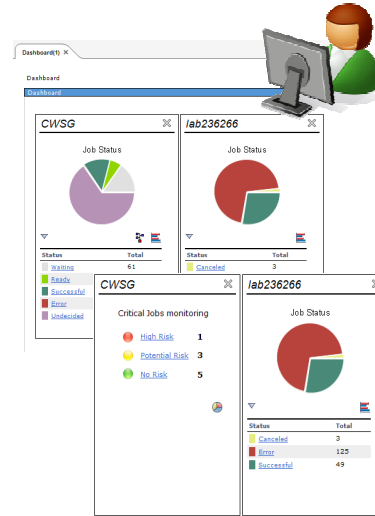 Dashboard(1) ×
Dashboard
Dashboard
CWSG
Job Status
Status Total
Waiting 61
Ready
Successful
Error
Undecided
lab236266
Job Status
Status Total
Canceled 3
CWSG
Critical Jobs monitoring
High Risk 1
Potential Risk 3
No Risk 5
lab236266
Job Status
Status Total
Canceled 3
Error 125
Successful 49